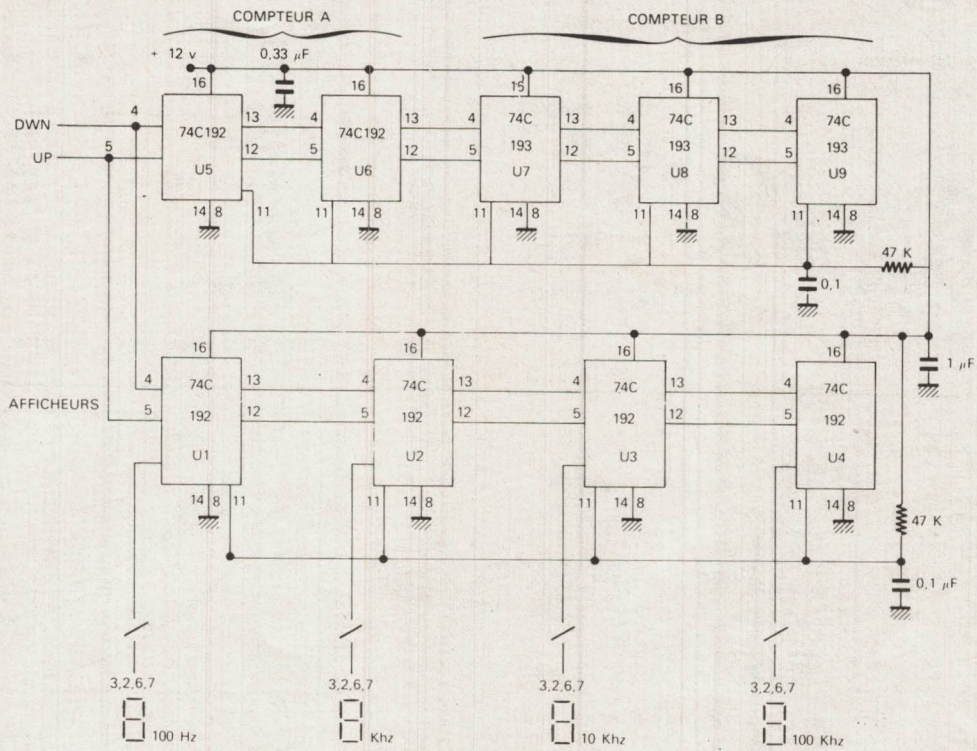 COMPTEUR A
COMPTEUR B
+ 12 v
0,33 µF
16
16
15
16
16
DWN
4
13
4
13
4
13
4
13
4
74C192
74C192
74C
74C
74C
UP
5
12
5
12
5
12
5
12
5
193
193
193
U5
U6
U7
U8
U9
11
14
8
11
14
8
11
14
8
11
14
8
11
14
8
47 K
0,1
16
16
16
16
1 µF
4
13
4
13
4
13
4
74C
74C
74C
74C
AFFICHEURS
5
12
5
12
5
12
5
192
192
192
192
U1
U2
U3
U4
14
8
11
11
14
8
11
14
8
11
14
8
47 K
0,1 µF
3,2,6,7
3,2,6,7
3,2,6,7
3,2,6,7
100 Hz
Khz
10 Khz
100 Khz